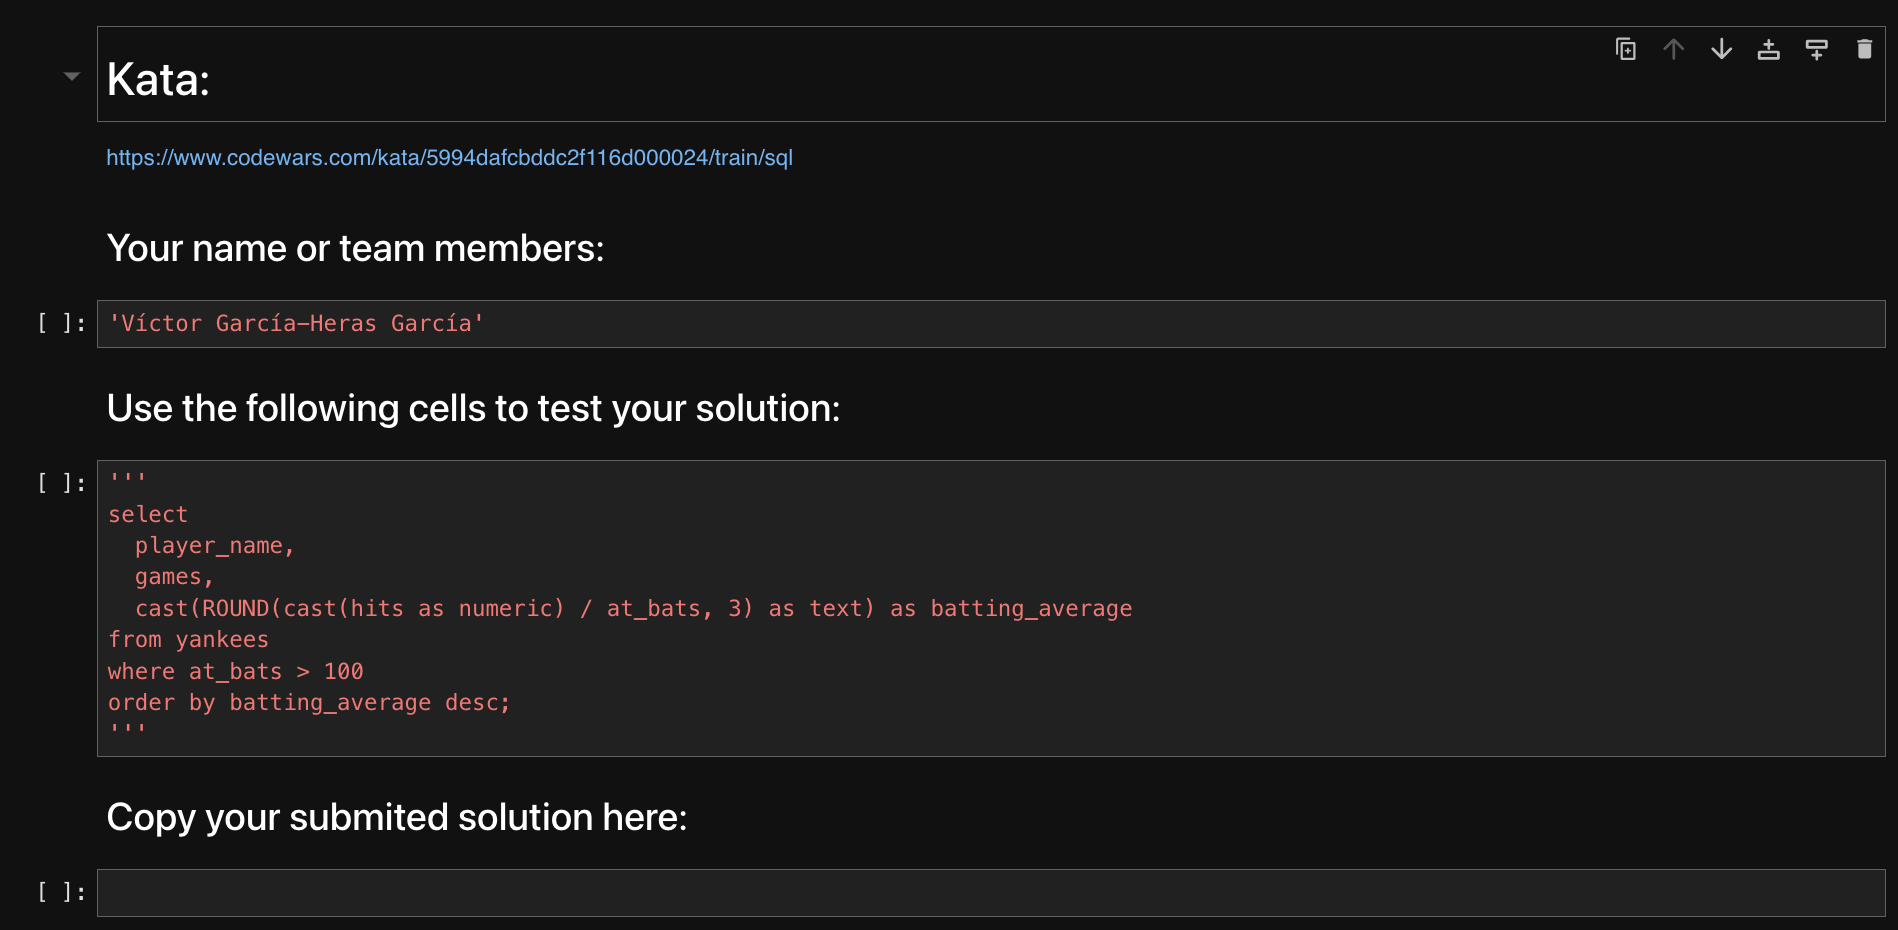 Kata:
https://www.codewars.com/kata/5994dafcbddc2f116d000024/train/sql
Your name or team members:
[ ]: 'Víctor García-Heras García'
Use the following cells to test your solution:
[ ]: '''
select
  player_name,
  games,
  cast(ROUND(cast(hits as numeric) / at_bats, 3) as text) as batting_average
from yankees
where at_bats > 100
order by batting_average desc;
'''
Copy your submited solution here:
[ ]: